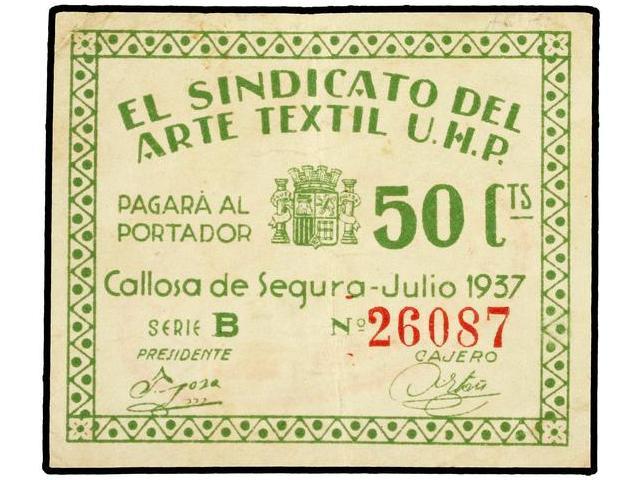 EL SINDICATO DEL
ARTE TEXTIL U.H.P.
PAGARÁ AL
PORTADOR
50 CTS
Callosa de Segura-Julio 1937
SERIE B Nº 26087
PRESIDENTE CAJERO